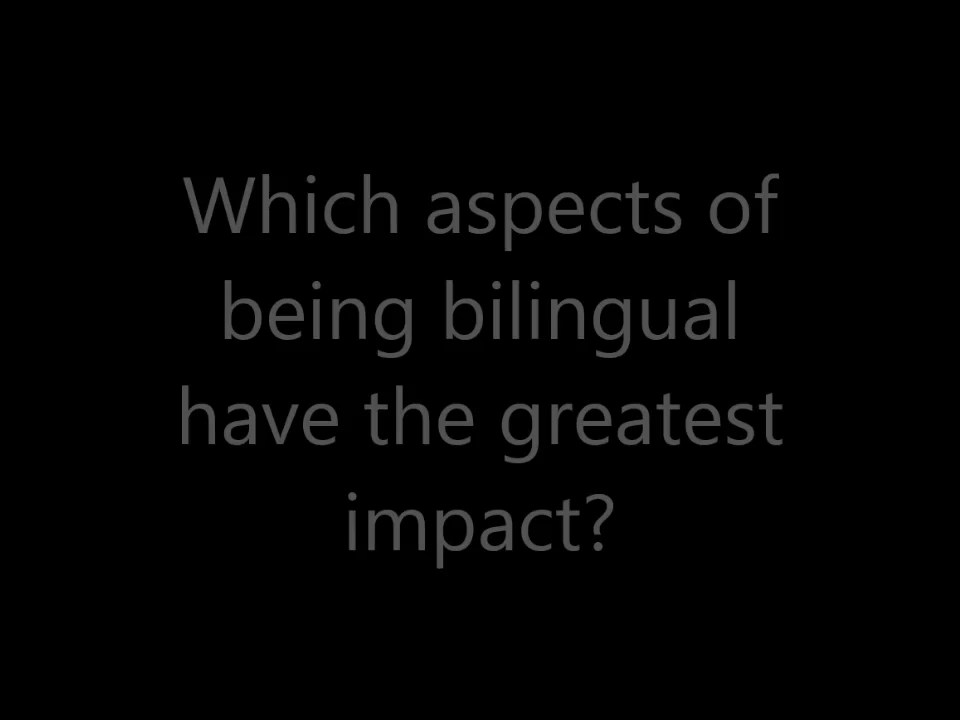 Which aspects of
being bilingual
have the greatest
impact?